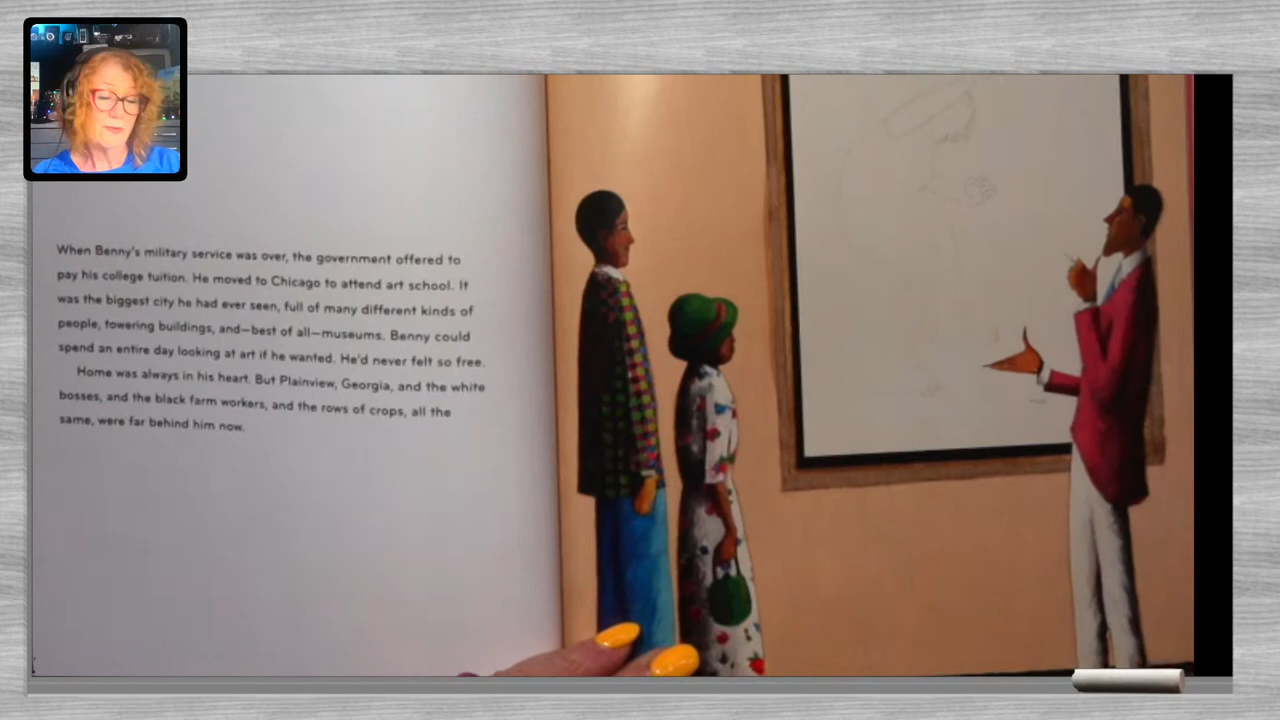 When Benny's military service was over, the government offered to
pay his college tuition. He moved to Chicago to attend art school. It
was the biggest city he had ever seen, full of many different kinds of
people, towering buildings, and—best of all—museums. Benny could
spend an entire day looking at art if he wanted. He'd never felt so free.
Home was always in his heart. But Plainview, Georgia, and the white
bosses, and the black farm workers, and the rows of crops, all the
same, were far behind him now.